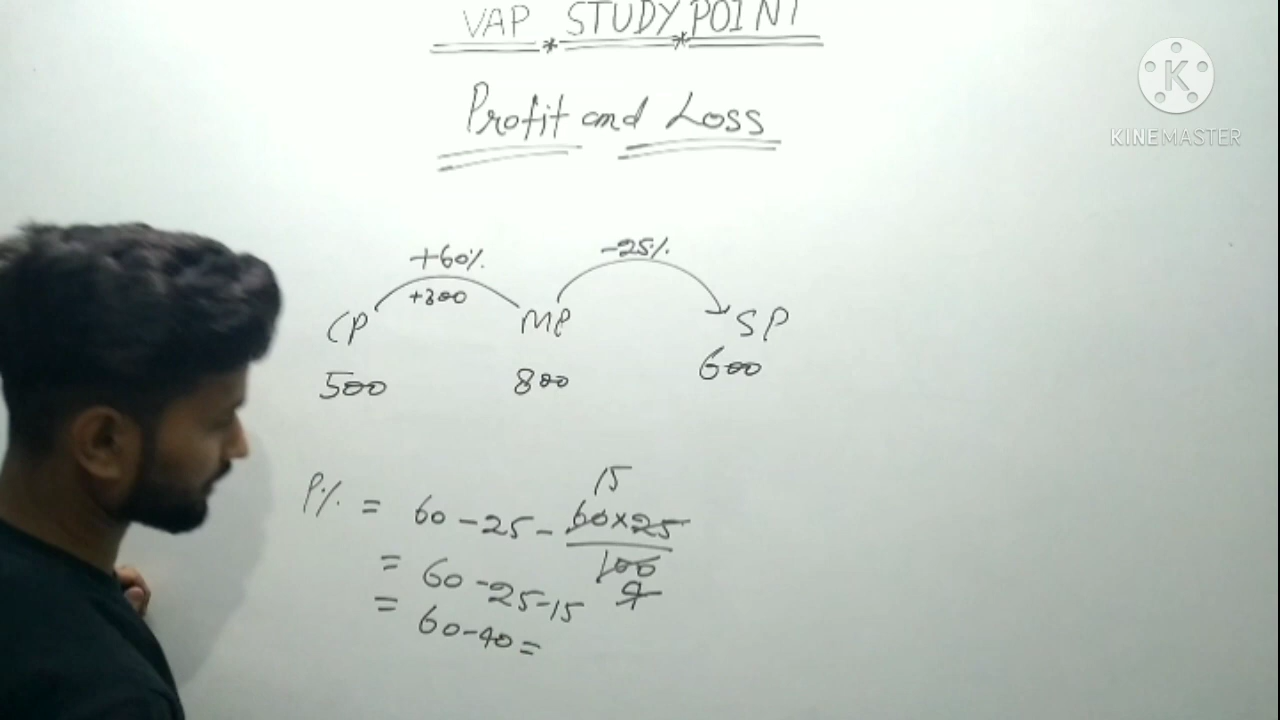 VAP * STUDY * POINT
Profit and Loss
K
KINEMASTER
+60% -25%
+300
CP MP SP
500 800 600
15
P% = 60 - 25 - 60×25
100
4
= 60 - 25 - 15
= 60 - 40 =